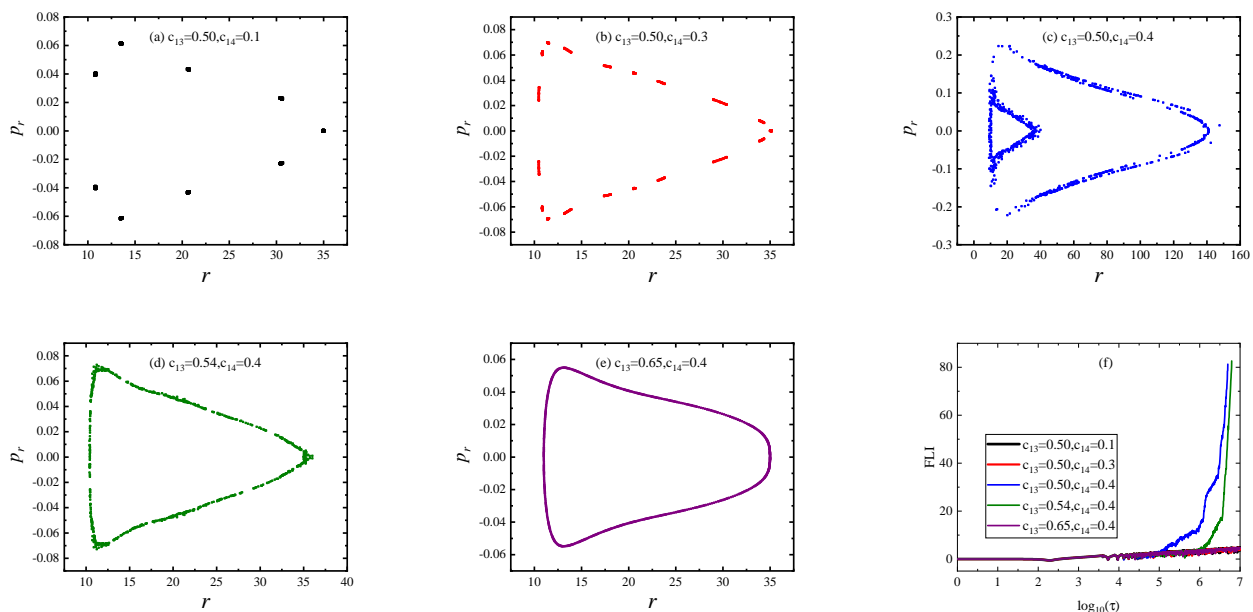 (a) c13=0.50,c14=0.1
0.08
0.06
0.04
0.02
0.00
-0.02
-0.04
-0.06
-0.08
pr
10 15 20 25 30 35
r
(b) c13=0.50,c14=0.3
0.08
0.06
0.04
0.02
0.00
-0.02
-0.04
-0.06
-0.08
pr
10 15 20 25 30 35
r
(c) c13=0.50,c14=0.4
0.3
0.2
0.1
0.0
-0.1
-0.2
-0.3
pr
0 20 40 60 80 100 120 140 160
r
(d) c13=0.54,c14=0.4
0.08
0.06
0.04
0.02
0.00
-0.02
-0.04
-0.06
-0.08
pr
10 15 20 25 30 35 40
r
(e) c13=0.65,c14=0.4
0.06
0.04
0.02
0.00
-0.02
-0.04
-0.06
pr
10 15 20 25 30 35
r
(f)
80
60
40
20
0
FLI
c13=0.50,c14=0.1
c13=0.50,c14=0.3
c13=0.50,c14=0.4
c13=0.54,c14=0.4
c13=0.65,c14=0.4
0 1 2 3 4 5 6 7
log10(τ)